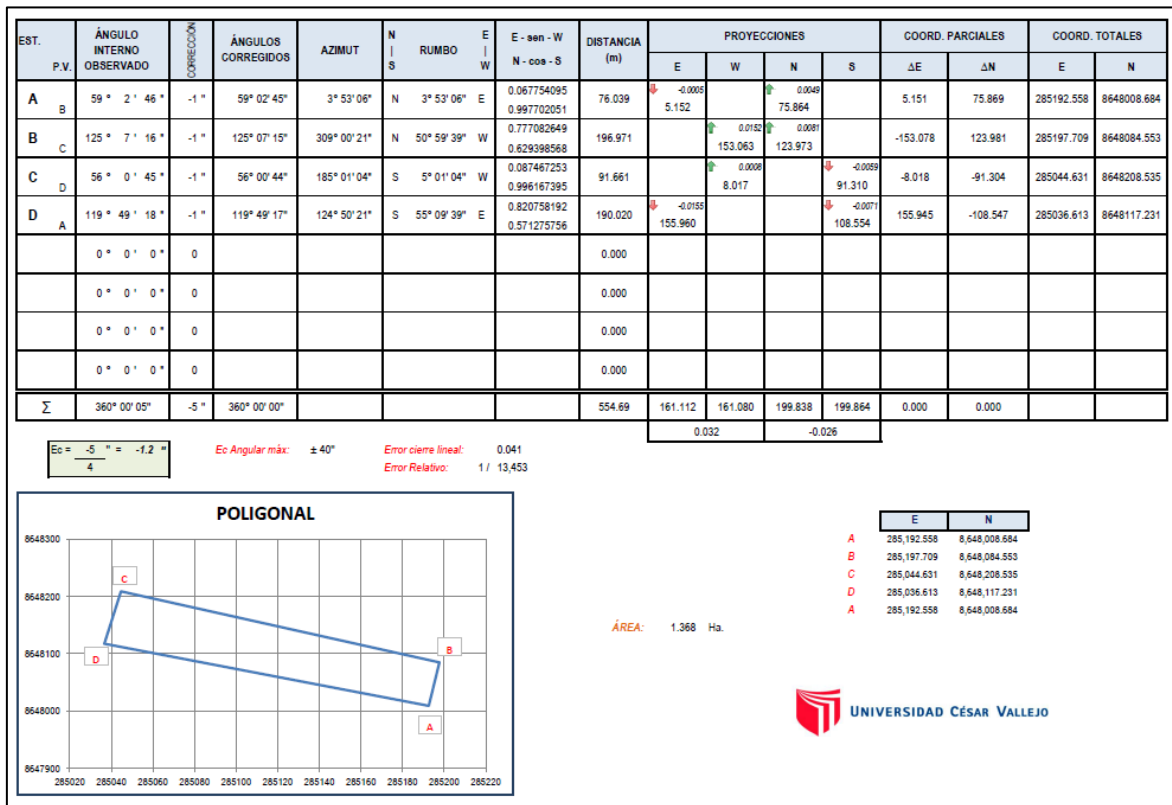 EST. P.V. ÁNGULO INTERNO OBSERVADO CORRECCIÓN ÁNGULOS CORREGIDOS AZIMUT N | S RUMBO E | W E - sen - W N - cos - S DISTANCIA (m) PROYECCIONES COORD. PARCIALES COORD. TOTALES
E W N S ΔE ΔN E N
A B 59 ° 2 ' 46 " -1 " 59° 02' 45" 3° 53' 06" N 3° 53' 06" E 0.067754095 76.039 -0.0005 0.0049 5.151 75.869 285192.558 8648008.684
0.997702051 5.152 75.864
B C 125 ° 7 ' 16 " -1 " 125° 07' 15" 309° 00' 21" N 50° 59' 39" W 0.777082649 196.971 0.0152 0.0081 -153.078 123.981 285197.709 8648084.553
0.629398568 153.063 123.973
C D 56 ° 0 ' 45 " -1 " 56° 00' 44" 185° 01' 04" S 5° 01' 04" W 0.087467253 91.661 0.0008 -0.0059 -8.018 -91.304 285044.631 8648208.535
0.996167395 8.017 91.310
D A 119 ° 49 ' 18 " -1 " 119° 49' 17" 124° 50' 21" S 55° 09' 39" E 0.820758192 190.020 -0.0155 -0.0071 155.945 -108.547 285036.613 8648117.231
0.571275756 155.960 108.554
0 ° 0 ' 0 " 0 0.000
0 ° 0 ' 0 " 0 0.000
0 ° 0 ' 0 " 0 0.000
0 ° 0 ' 0 " 0 0.000
Σ 360° 00' 05" -5 " 360° 00' 00" 554.69 161.112 161.080 199.838 199.864 0.000 0.000
0.032 -0.026
Ec = -5 " = -1.2 " Ec Angular máx: ± 40" Error cierre lineal: 0.041
4 Error Relativo: 1 / 13,453
POLIGONAL
8648300
8648200
8648100
8648000
8647900
285020 285040 285060 285080 285100 285120 285140 285160 285180 285200 285220
C
D
B
A
E N
A 285,192.558 8,648,008.684
B 285,197.709 8,648,084.553
C 285,044.631 8,648,208.535
D 285,036.613 8,648,117.231
A 285,192.558 8,648,008.684
ÁREA: 1.368 Ha.
UNIVERSIDAD CÉSAR VALLEJO